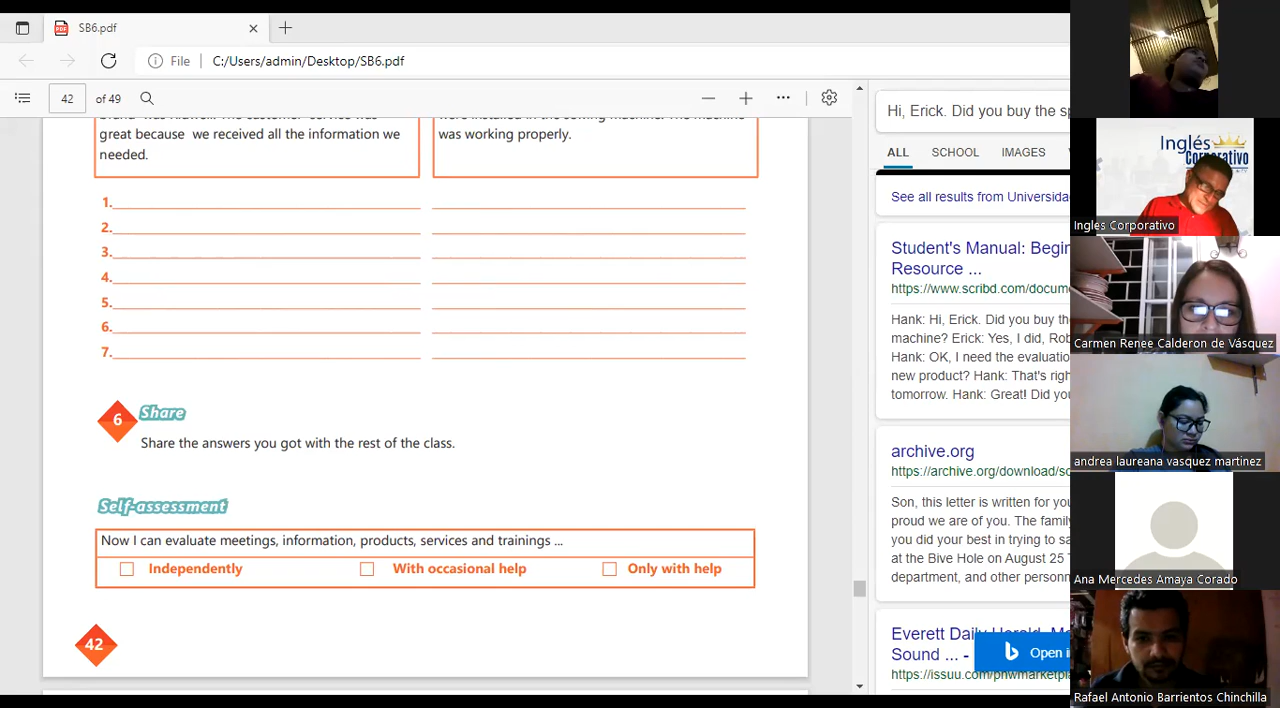 SB6.pdf
File
C:/Users/admin/Desktop/SB6.pdf
42
of 49
great because we received all the information we
needed.
was working properly.
1.
2.
3.
4.
5.
6.
7.
6
Share
Share the answers you got with the rest of the class.
Self-assessment
Now I can evaluate meetings, information, products, services and trainings ...
Independently
With occasional help
Only with help
42
Hi, Erick. Did you buy the sp
ALL
SCHOOL
IMAGES
See all results from Universida
Student's Manual: Begin
Resource ...
https://www.scribd.com/docum
Hank: Hi, Erick. Did you buy the
machine? Erick: Yes, I did, Rob
Hank: OK, I need the evaluatio
new product? Hank: That's righ
tomorrow. Hank: Great! Did yo
archive.org
https://archive.org/download/sc
Son, this letter is written for you
proud we are of you. The family
you did your best in trying to sa
at the Bive Hole on August 25 T
department, and other personn
Everett Daily Herald, Ma
Sound ... -
Open in
https://issuu.com/pnwmarketpla
Inglés
Corporativo
Ingles Corporativo
Carmen Renee Calderon de Vásquez
andrea laureana vasquez martinez
Ana Mercedes Amaya Corado
Rafael Antonio Barrientos Chinchilla